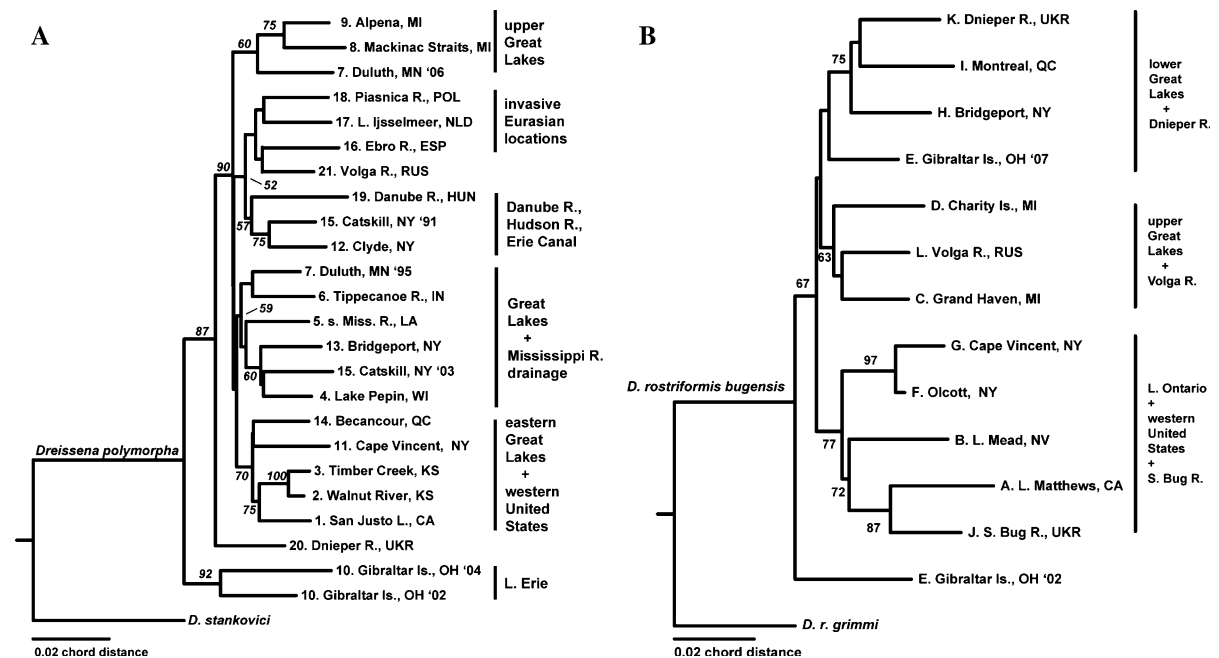 A
75
9. Alpena, MI
60
8. Mackinac Straits, MI
7. Duluth, MN ‘06
upper
Great
Lakes
18. Piasnica R., POL
17. L. Ijsselmeer, NLD
16. Ebro R., ESP
21. Volga R., RUS
invasive
Eurasian
locations
90
52
19. Danube R., HUN
57
15. Catskill, NY ‘91
75
12. Clyde, NY
Danube R.,
Hudson R.,
Erie Canal
7. Duluth, MN ‘95
6. Tippecanoe R., IN
59
5. s. Miss. R., LA
13. Bridgeport, NY
60
15. Catskill, NY ‘03
4. Lake Pepin, WI
Great
Lakes
+
Mississippi R.
drainage
87
14. Becancour, QC
11. Cape Vincent, NY
70
100
3. Timber Creek, KS
2. Walnut River, KS
75
1. San Justo L., CA
eastern
Great
Lakes
+
western
United
States
Dreissena polymorpha
20. Dnieper R., UKR
92
10. Gibraltar Is., OH ‘04
10. Gibraltar Is., OH ‘02
L. Erie
D. stankovici
0.02 chord distance
B
K. Dnieper R., UKR
75
I. Montreal, QC
H. Bridgeport, NY
E. Gibraltar Is., OH ‘07
lower
Great
Lakes
+
Dnieper R.
D. Charity Is., MI
63
L. Volga R., RUS
C. Grand Haven, MI
upper
Great
Lakes
+
Volga R.
67
G. Cape Vincent, NY
97
F. Olcott, NY
77
B. L. Mead, NV
72
A. L. Matthews, CA
87
J. S. Bug R., UKR
L. Ontario
+
western
United
States
+
S. Bug R.
D. rostriformis bugensis
E. Gibraltar Is., OH ‘02
D. r. grimmi
0.02 chord distance